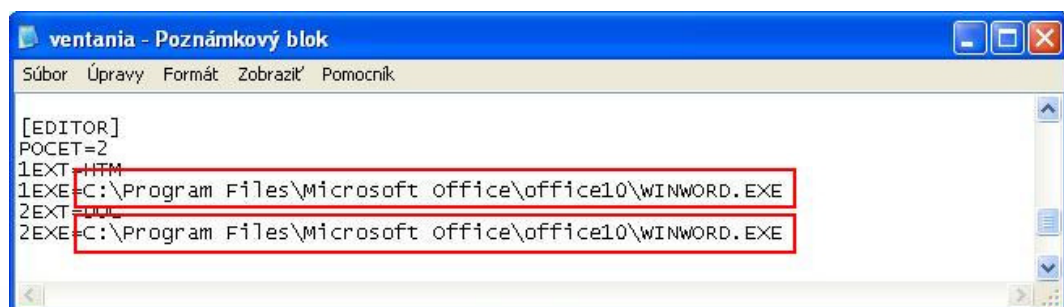 ventania - Poznámkový blok
Súbor Úpravy Formát Zobraziť Pomocník
[EDITOR]
POCET=2
1EXT=HTM
1EXE=C:\Program Files\Microsoft Office\office10\WINWORD.EXE
2EXT=DOC
2EXE=C:\Program Files\Microsoft Office\office10\WINWORD.EXE